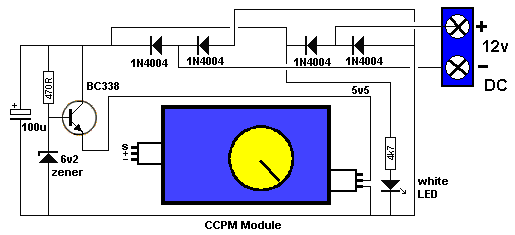 +
1N4004
1N4004
1N4004
1N4004
12v
–
DC
470R
BC338
5v5
+
100u
6v2
zener
S
+
–
4k7
white
LED
CCPM Module